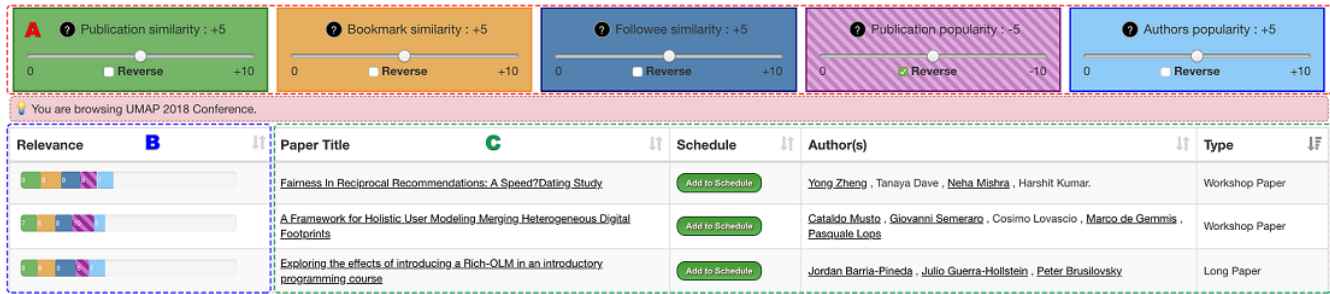 A ? Publication similarity : +5
0 Reverse +10
? Bookmark similarity : +5
0 Reverse +10
? Followee similarity : +5
0 Reverse +10
? Publication popularity : -5
0 Reverse -10
? Authors popularity : +5
0 Reverse +10
You are browsing UMAP 2018 Conference.
Relevance B Paper Title C Schedule Author(s) Type
Fairness In Reciprocal Recommendations: A Speed?Dating Study
Add to Schedule
Yong Zheng , Tanaya Dave , Neha Mishra , Harshit Kumar.
Workshop Paper
A Framework for Holistic User Modeling Merging Heterogeneous Digital
Footprints
Add to Schedule
Cataldo Musto , Giovanni Semeraro , Cosimo Lovascio , Marco de Gemmis ,
Pasquale Lops
Workshop Paper
Exploring the effects of introducing a Rich-OLM in an introductory
programming course
Add to Schedule
Jordan Barria-Pineda , Julio Guerra-Hollstein , Peter Brusilovsky
Long Paper